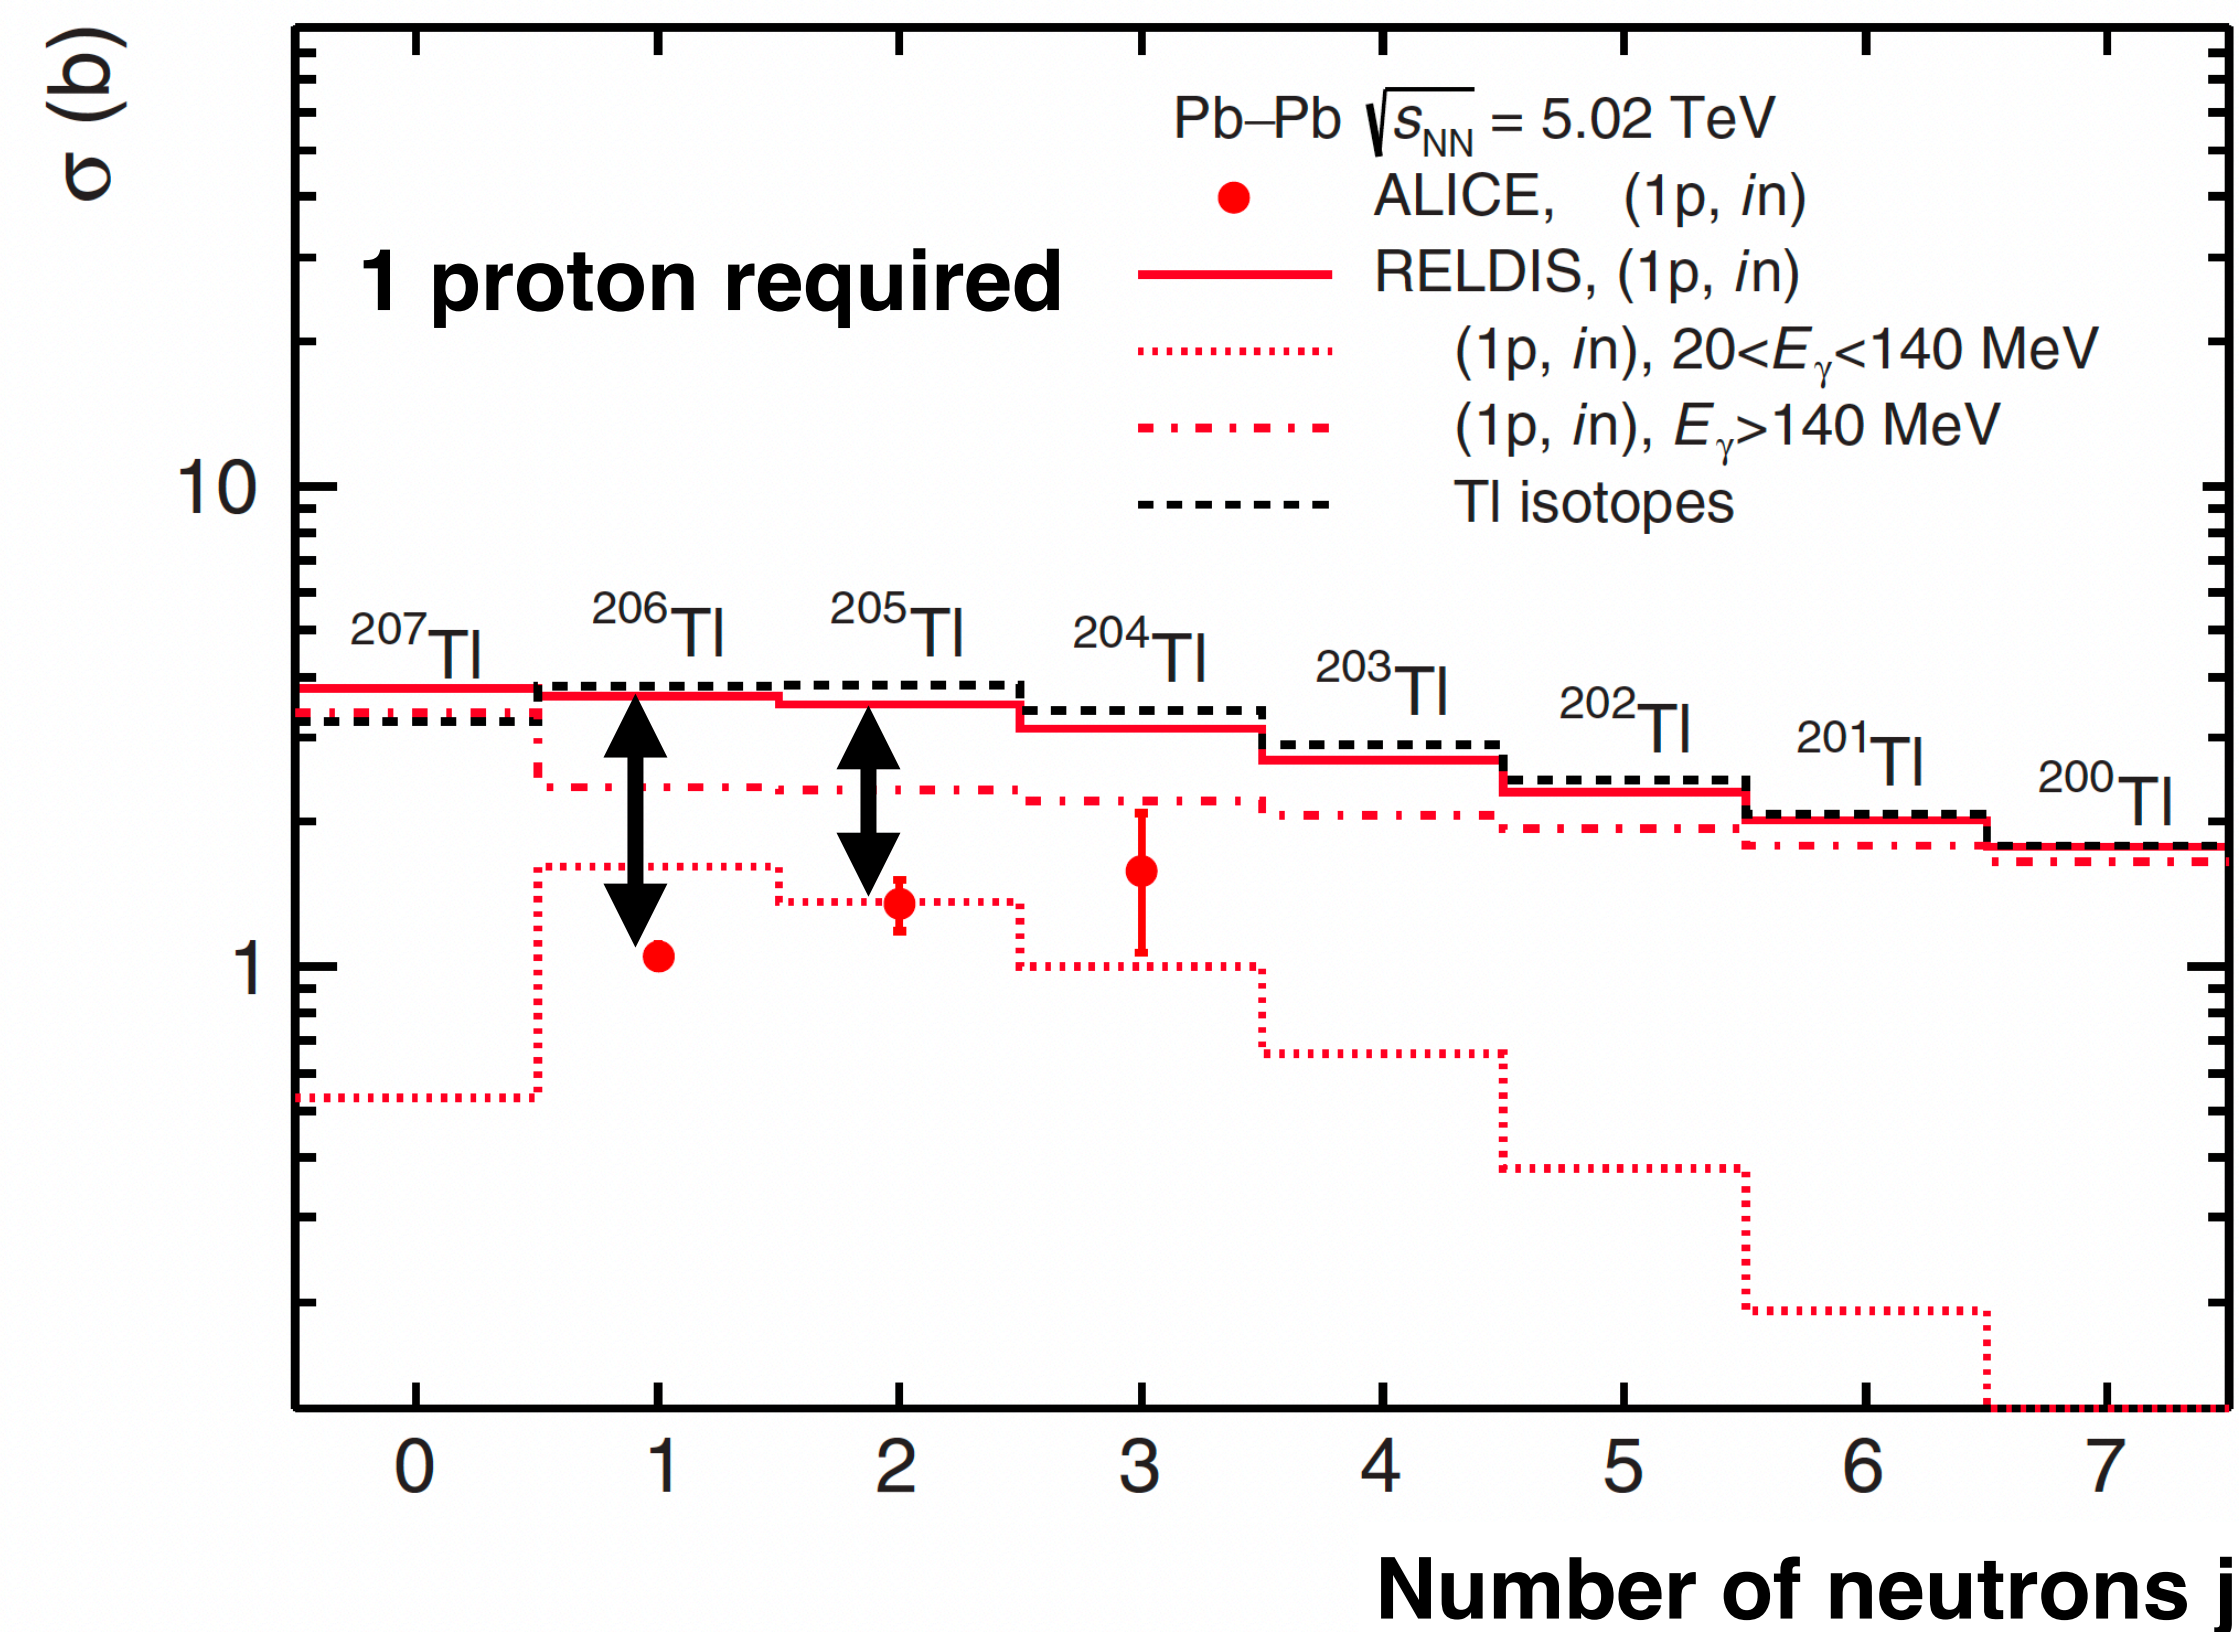 σ (b)
Pb–Pb √sNN = 5.02 TeV
ALICE, (1p, in)
1 proton required
RELDIS, (1p, in)
(1p, in), 20<Eγ<140 MeV
(1p, in), Eγ>140 MeV
Tl isotopes
10
1
207Tl
206Tl
205Tl
204Tl
203Tl
202Tl
201Tl
200Tl
0 1 2 3 4 5 6 7
Number of neutrons j